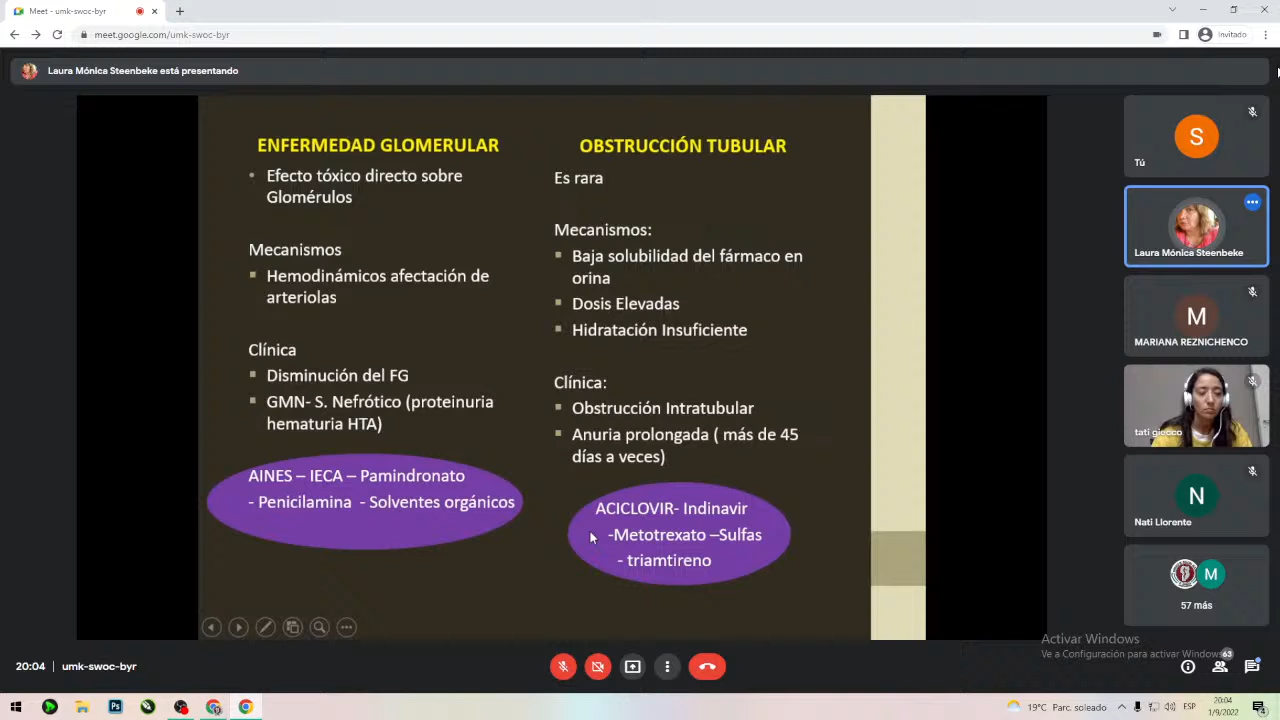 Meet - umk-swoc-byr
meet.google.com/umk-swoc-byr
Invitado
Laura Mónica Steenbeke está presentando
ENFERMEDAD GLOMERULAR
• Efecto tóxico directo sobre
Glomérulos
Mecanismos
▪ Hemodinámicos afectación de
arteriolas
Clínica
▪ Disminución del FG
▪ GMN- S. Nefrótico (proteinuria
hematuria HTA)
AINES – IECA – Pamindronato
- Penicilamina - Solventes orgánicos
OBSTRUCCIÓN TUBULAR
Es rara
Mecanismos:
▪ Baja solubilidad del fármaco en
orina
▪ Dosis Elevadas
▪ Hidratación Insuficiente
Clínica:
▪ Obstrucción Intratubular
▪ Anuria prolongada ( más de 45
días a veces)
ACICLOVIR- Indinavir
-Metotrexato –Sulfas
- triamtireno
S
Tú
Laura Mónica Steenbeke
M
MARIANA REZNICHENCO
tati giocco
N
Nati Llorente
M
57 más
Activar Windows
Ve a Configuración para activar Windows.
20:04 | umk-swoc-byr
63
19°C Parc. soleado
ESP
20:04
1/9/2022
4